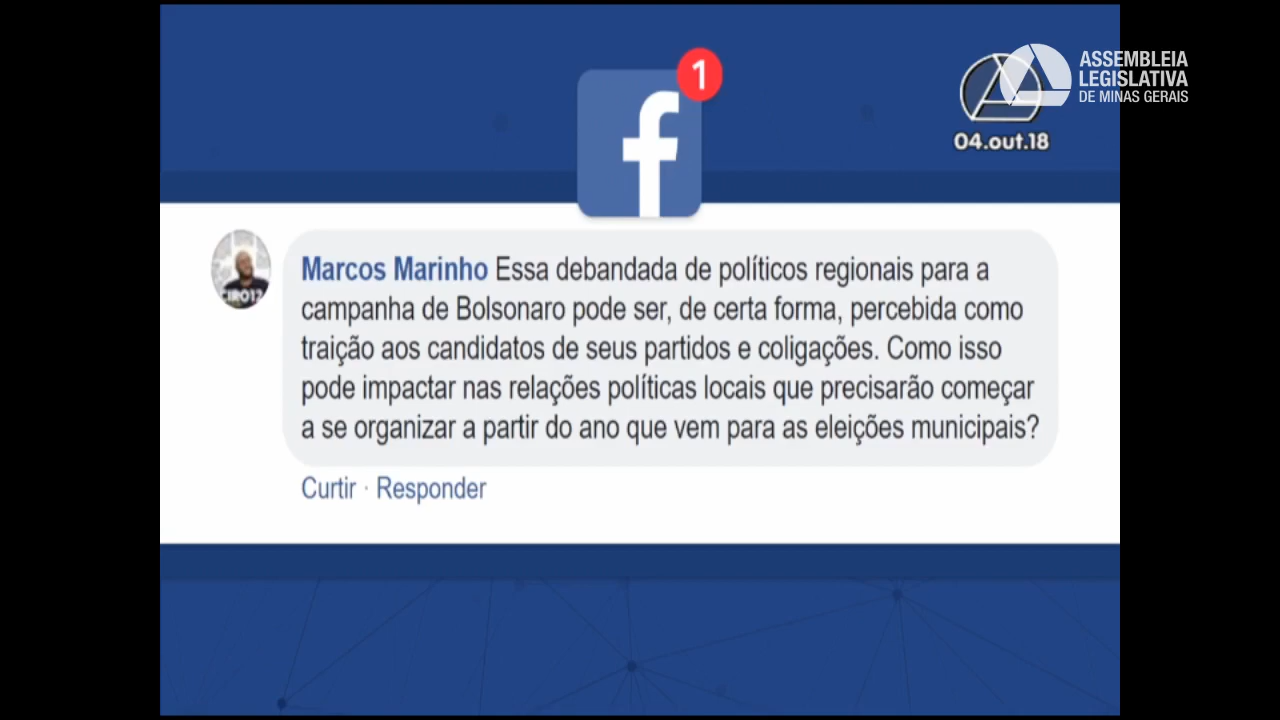 1
ASSEMBLEIA
LEGISLATIVA
DE MINAS GERAIS
04.out.18
Marcos Marinho Essa debandada de políticos regionais para a
campanha de Bolsonaro pode ser, de certa forma, percebida como
traição aos candidatos de seus partidos e coligações. Como isso
pode impactar nas relações políticas locais que precisarão começar
a se organizar a partir do ano que vem para as eleições municipais?
CIRO12
Curtir · Responder